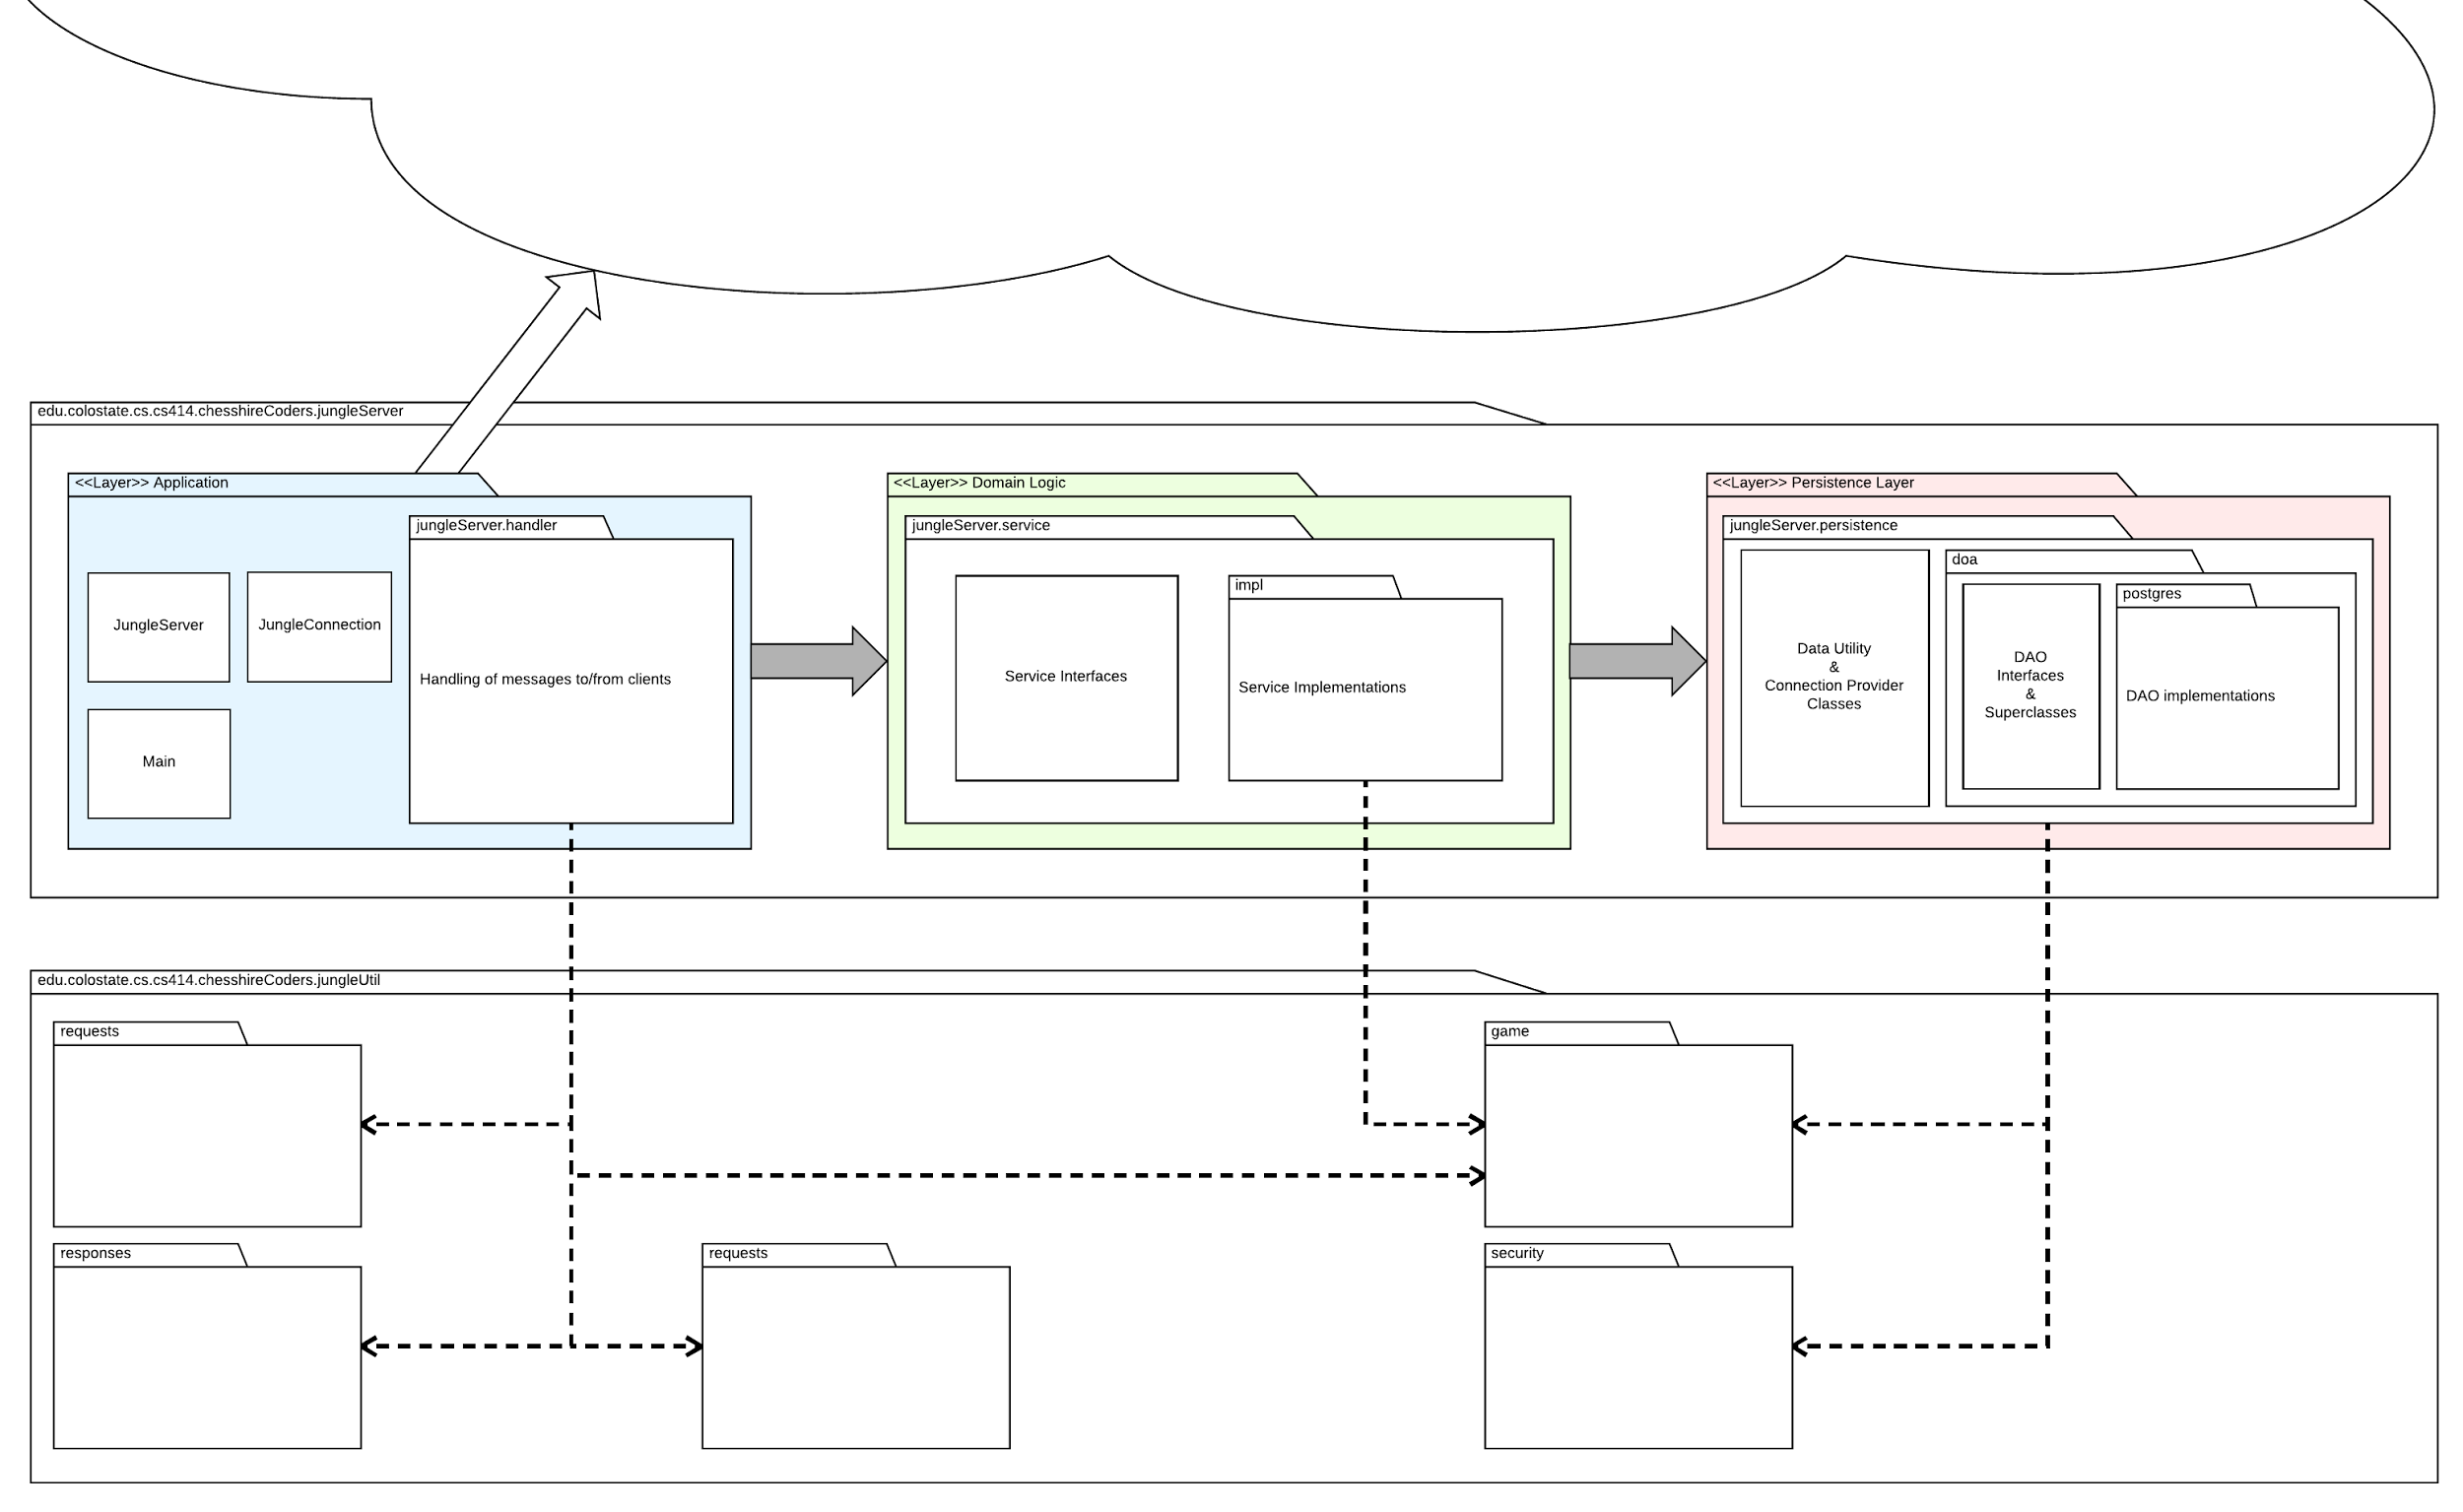 edu.colostate.cs.cs414.chesshireCoders.jungleServer
<<Layer>> Application
jungleServer.handler
JungleServer
JungleConnection
Handling of messages to/from clients
Main
<<Layer>> Domain Logic
jungleServer.service
Service Interfaces
impl
Service Implementations
<<Layer>> Persistence Layer
jungleServer.persistence
Data Utility
&
Connection Provider
Classes
doa
DAO
Interfaces
&
Superclasses
postgres
DAO implementations
edu.colostate.cs.cs414.chesshireCoders.jungleUtil
requests
game
responses
requests
security